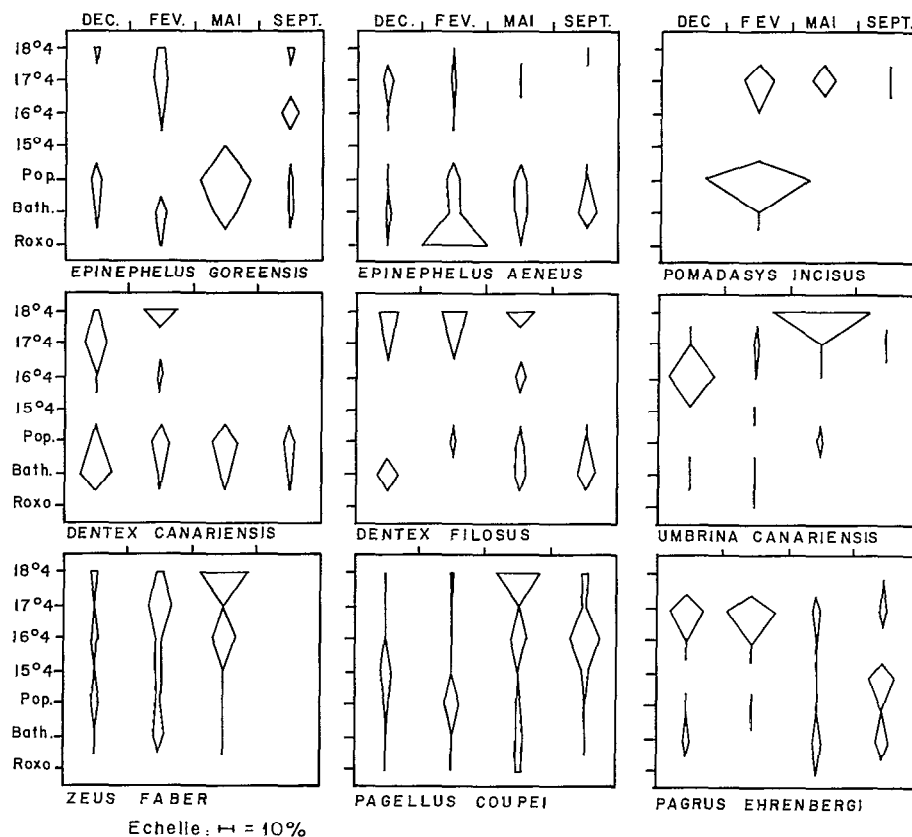 DEC. FEV. MAI SEPT. DEC. FEV. MAI SEPT. DEC FEV MAI SEPT.
18°4
17°4
16°4
15°4
Pop.
Bath.
Roxo
EPINEPHELUS GOREENSIS EPINEPHELUS AENEUS POMADASYS INCISUS
18°4
17°4
16°4
15°4
Pop.
Bath.
Roxo
DENTEX CANARIENSIS DENTEX FILOSUS UMBRINA CANARIENSIS
18°4
17°4
16°4
15°4
Pop.
Bath.
Roxo
ZEUS FABER PAGELLUS COUPEI PAGRUS EHRENBERGI
Echelle: = 10%